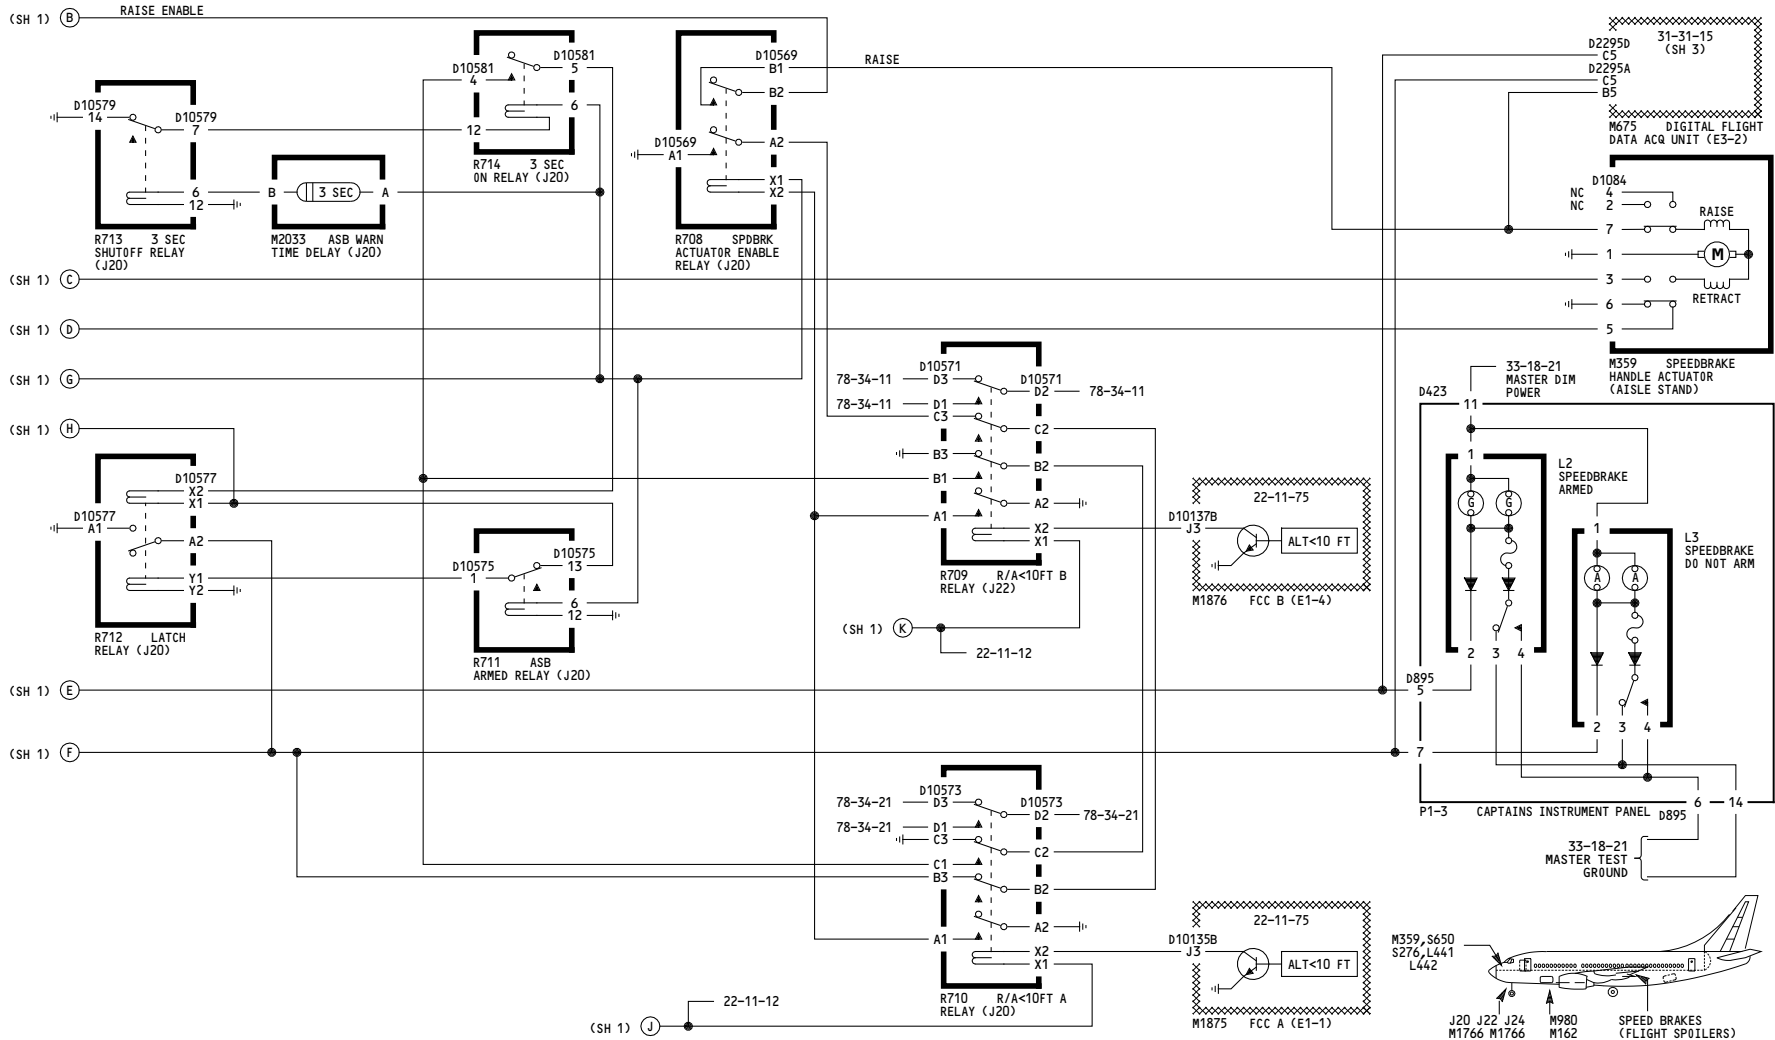 (SH 1) B RAISE ENABLE
D10581
5
D10581
4
6
12
R714 3 SEC
ON RELAY (J20)
D10569
B1
RAISE
B2
D10569
A1
A2
X1
X2
R708 SPDBRK
ACTUATOR ENABLE
RELAY (J20)
D2295D
C5
D2295A
C5
B5
31-31-15
(SH 3)
M675 DIGITAL FLIGHT
DATA ACQ UNIT (E3-2)
D10579
14
D10579
7
6
12
R713 3 SEC
SHUTOFF RELAY
(J20)
B 3 SEC A
M2033 ASB WARN
TIME DELAY (J20)
D1084
NC 4
NC 2
RAISE
7
1
M
3
RETRACT
6
5
M359 SPEEDBRAKE
HANDLE ACTUATOR
(AISLE STAND)
(SH 1) C
(SH 1) D
(SH 1) G
(SH 1) H
D10577
X2
X1
D10577
A1
A2
Y1
Y2
R712 LATCH
RELAY (J20)
D10575
1
D10575
13
6
12
R711 ASB
ARMED RELAY (J20)
D10571
78-34-11 D3
D10571
D2 78-34-11
78-34-11 D1
C3
C2
B3
B2
B1
A2
A1
X2
X1
R709 R/A<10FT B
RELAY (J22)
(SH 1) K
22-11-12
22-11-75
D10137B
J3
ALT<10 FT
M1876 FCC B (E1-4)
33-18-21
MASTER DIM
POWER
D423
11
1
L2
SPEEDBRAKE
ARMED
G G
2 3 4
1
L3
SPEEDBRAKE
DO NOT ARM
A A
2 3 4
D895
5
7
6 14
P1-3 CAPTAINS INSTRUMENT PANEL D895
33-18-21
MASTER TEST
GROUND
(SH 1) E
(SH 1) F
D10573
78-34-21 D3
D10573
D2 78-34-21
78-34-21 D1
C3
C2
C1
B3
B2
A2
A1
X2
X1
R710 R/A<10FT A
RELAY (J20)
22-11-12
(SH 1) J
22-11-75
D10135B
J3
ALT<10 FT
M1875 FCC A (E1-1)
M359,S650
S276,L441
L442
J20 J22 J24
M1766 M1766
M980
M162
SPEED BRAKES
(FLIGHT SPOILERS)